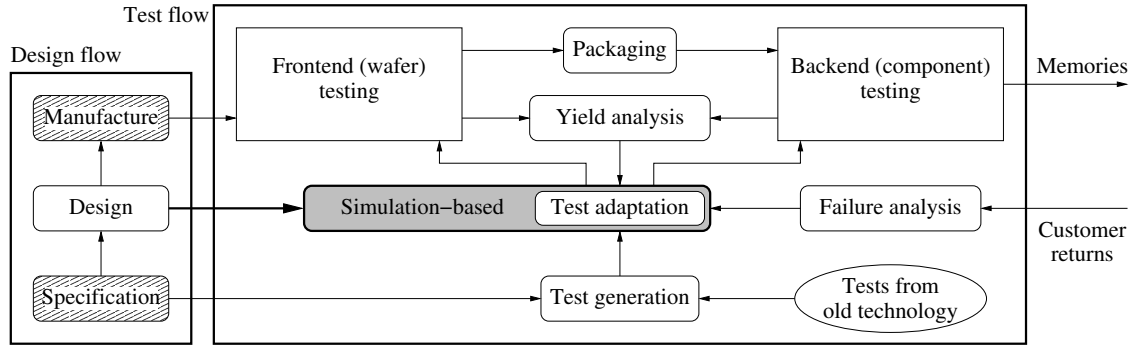 Test flow
Design flow
Packaging
Frontend (wafer)
testing
Backend (component)
testing
Memories
Manufacture
Yield analysis
Design
Simulation−based
Test adaptation
Failure analysis
Customer
returns
Specification
Test generation
Tests from
old technology